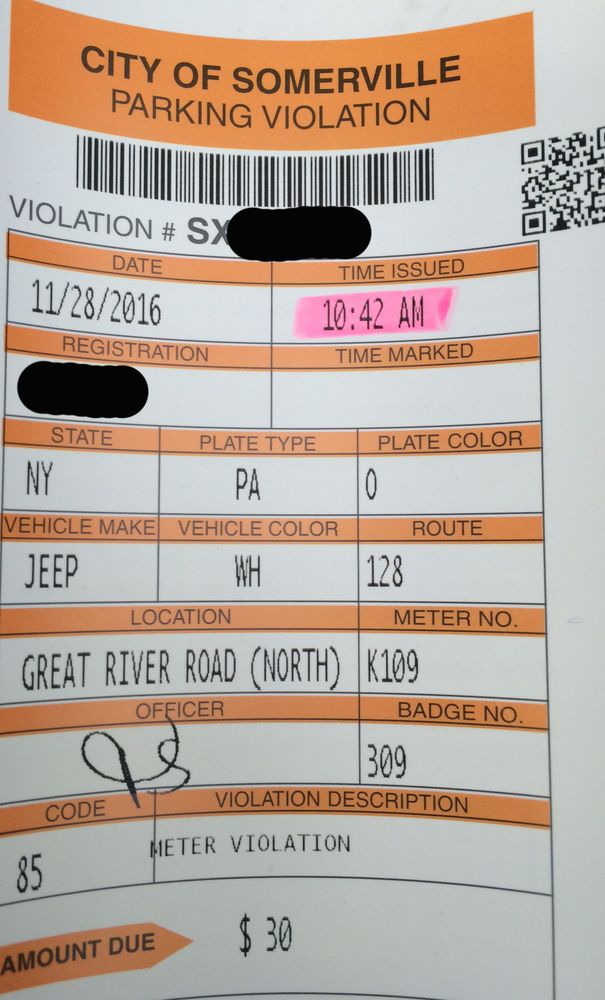 CITY OF SOMERVILLE
PARKING VIOLATION
VIOLATION # SX
DATE TIME ISSUED
11/28/2016 10:42 AM
REGISTRATION TIME MARKED
STATE PLATE TYPE PLATE COLOR
NY PA O
VEHICLE MAKE VEHICLE COLOR ROUTE
JEEP WH 128
LOCATION METER NO.
GREAT RIVER ROAD (NORTH) K109
OFFICER BADGE NO.
309
CODE VIOLATION DESCRIPTION
85 METER VIOLATION
AMOUNT DUE $ 30